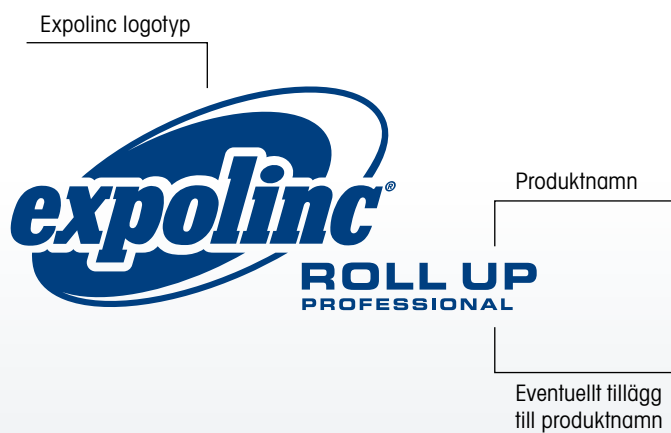 Expolinc logotyp
expolinc®
Produktnamn
ROLL UP
PROFESSIONAL
Eventuellt tillägg
till produktnamn